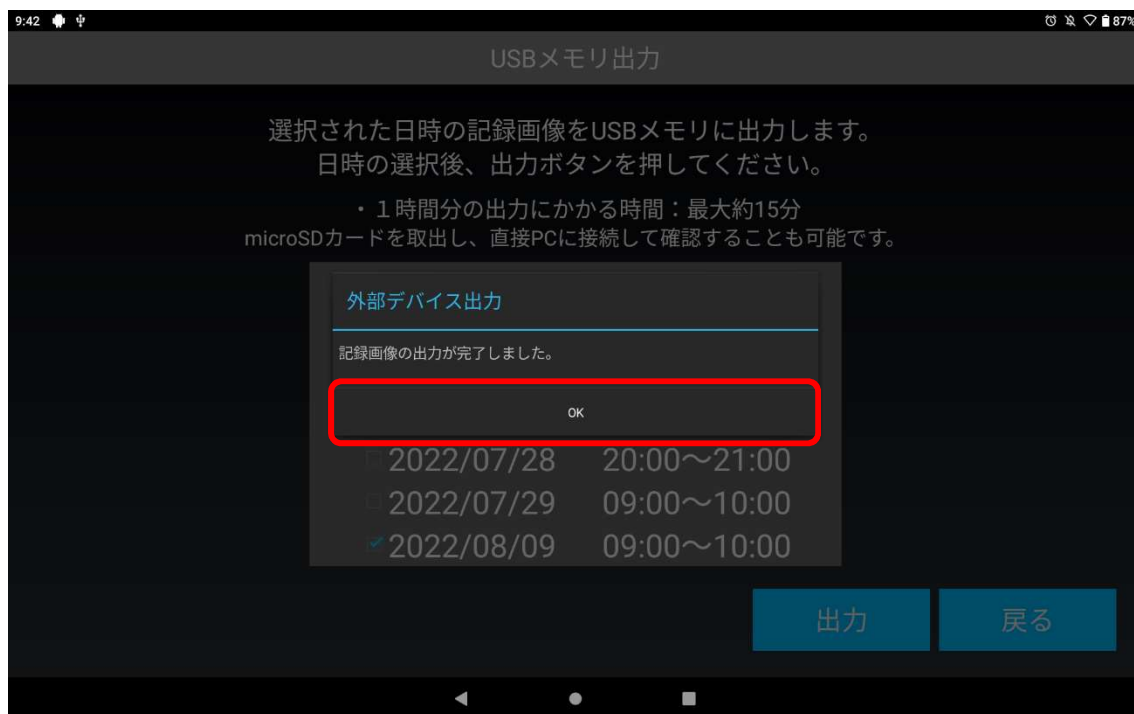 9:42 87%
USBメモリ出力
選択された日時の記録画像をUSBメモリに出力します。
日時の選択後、出力ボタンを押してください。
・１時間分の出力にかかる時間：最大約15分
microSDカードを取出し、直接PCに接続して確認することも可能です。
外部デバイス出力
記録画像の出力が完了しました。
OK
2022/07/28 20:00～21:00
2022/07/29 09:00～10:00
2022/08/09 09:00～10:00
出力 戻る